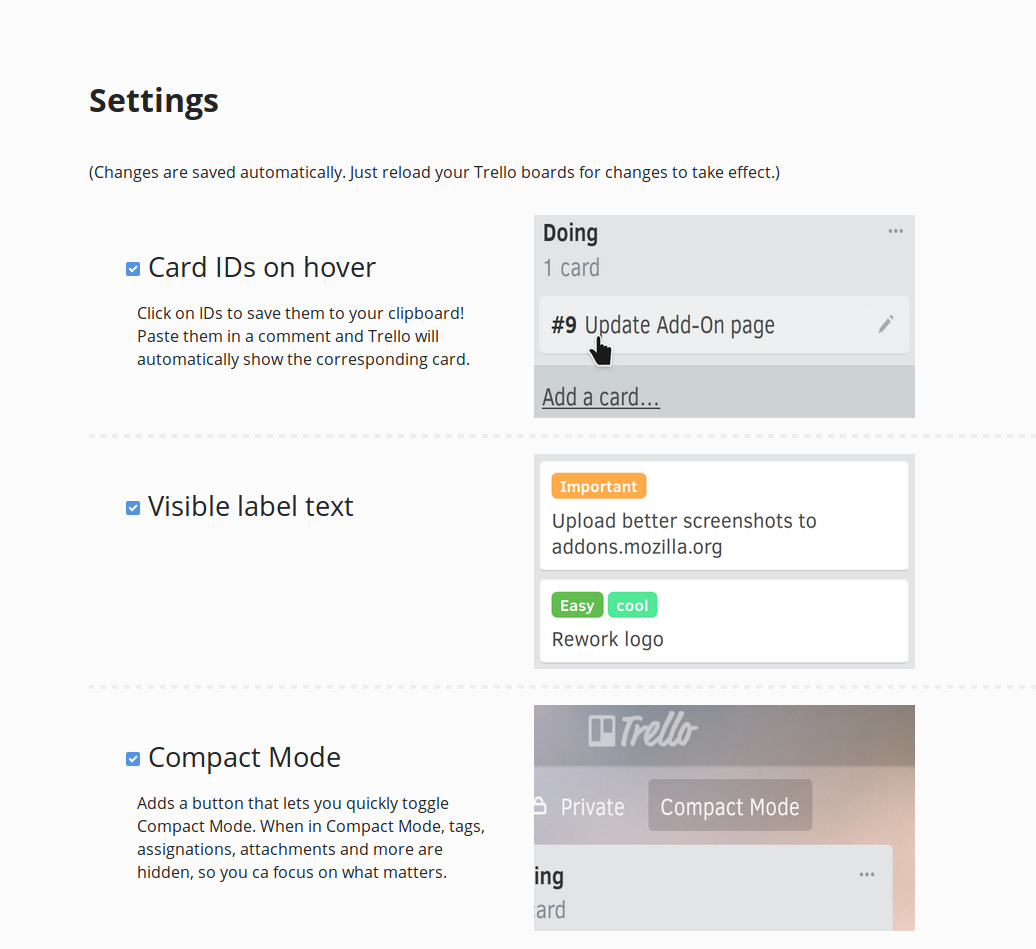 Settings
(Changes are saved automatically. Just reload your Trello boards for changes to take effect.)
Card IDs on hover
Click on IDs to save them to your clipboard!
Paste them in a comment and Trello will
automatically show the corresponding card.
Doing
1 card
#9 Update Add-On page
Add a card...
Visible label text
Important
Upload better screenshots to
addons.mozilla.org
Easy cool
Rework logo
Compact Mode
Adds a button that lets you quickly toggle
Compact Mode. When in Compact Mode, tags,
assignations, attachments and more are
hidden, so you ca focus on what matters.
Trello
Private Compact Mode
ing
card